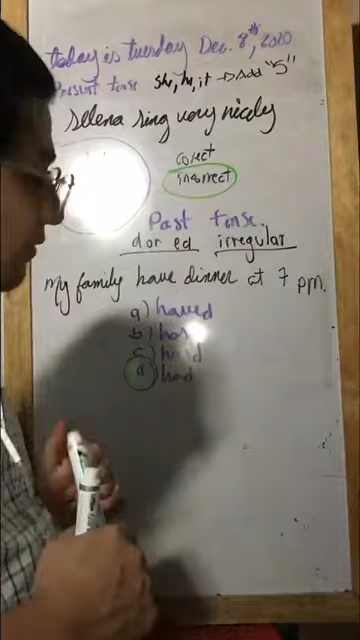 today is tuesday Dec. 8th, 2020
Present tense she, he, it → Add "S"
selena sing very nicely
corect
incorrect
Past tense.
d or ed irregular
My family have dinner at 7 pm.
a) haved
b)
c)
d) had